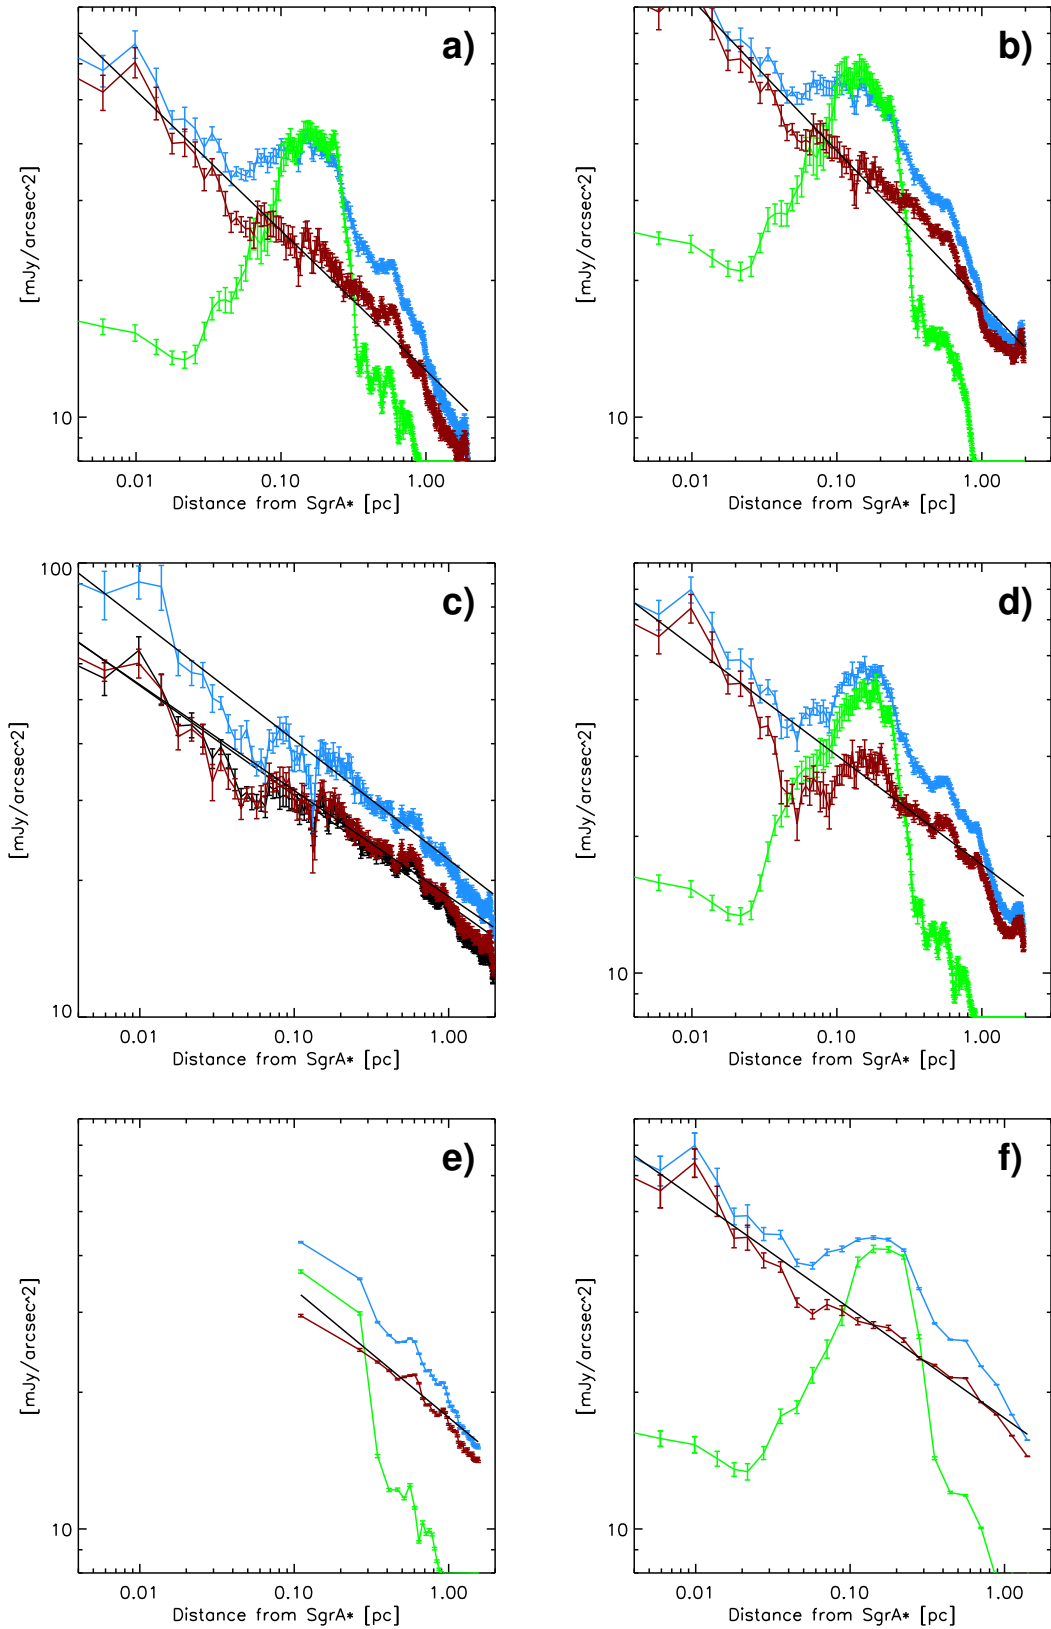 a)
[mJy/arcsec^2]
10
0.01 0.10 1.00
Distance from SgrA* [pc]
b)
[mJy/arcsec^2]
10
0.01 0.10 1.00
Distance from SgrA* [pc]
c)
100
[mJy/arcsec^2]
10
0.01 0.10 1.00
Distance from SgrA* [pc]
d)
[mJy/arcsec^2]
10
0.01 0.10 1.00
Distance from SgrA* [pc]
e)
[mJy/arcsec^2]
10
0.01 0.10 1.00
Distance from SgrA* [pc]
f)
[mJy/arcsec^2]
10
0.01 0.10 1.00
Distance from SgrA* [pc]